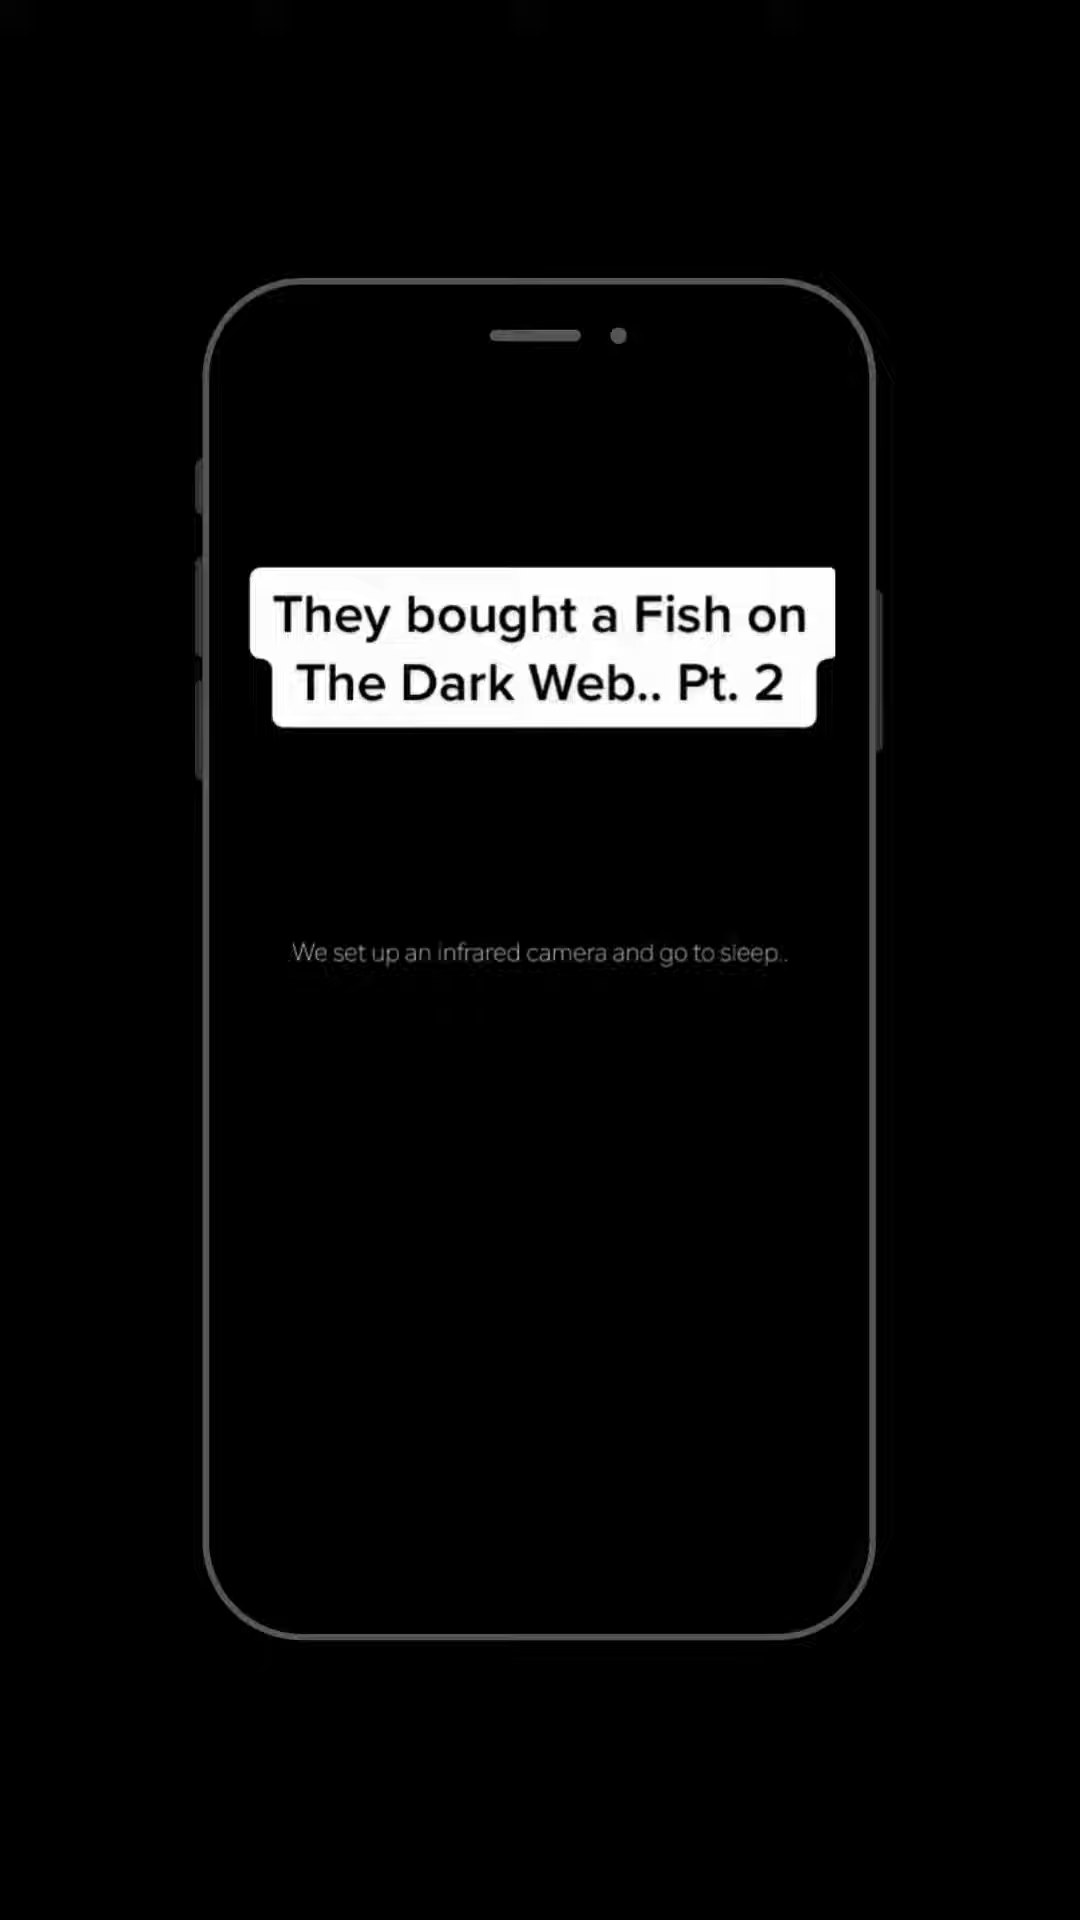 They bought a Fish on
The Dark Web.. Pt. 2
We set up an infrared camera and go to sleep..